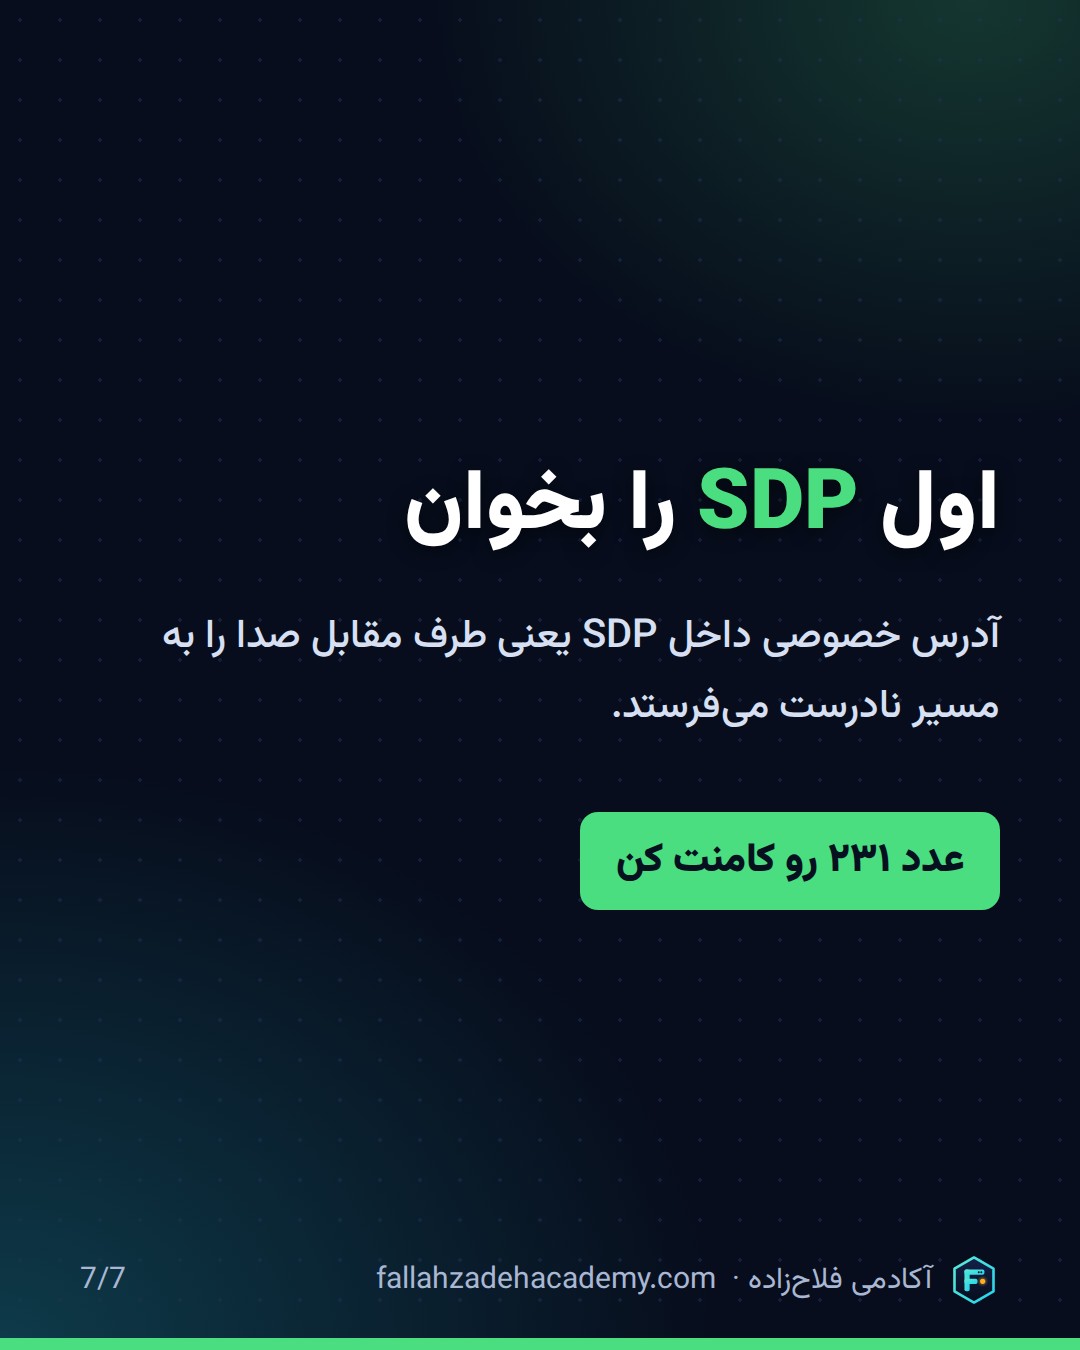 اول SDP را بخوان
آدرس خصوصی داخل SDP یعنی طرف مقابل صدا را به
مسیر نادرست می‌فرستد.
عدد ۲۳۱ رو کامنت کن
آکادمی فلاح‌زاده · fallahzadehacademy.com
7/7